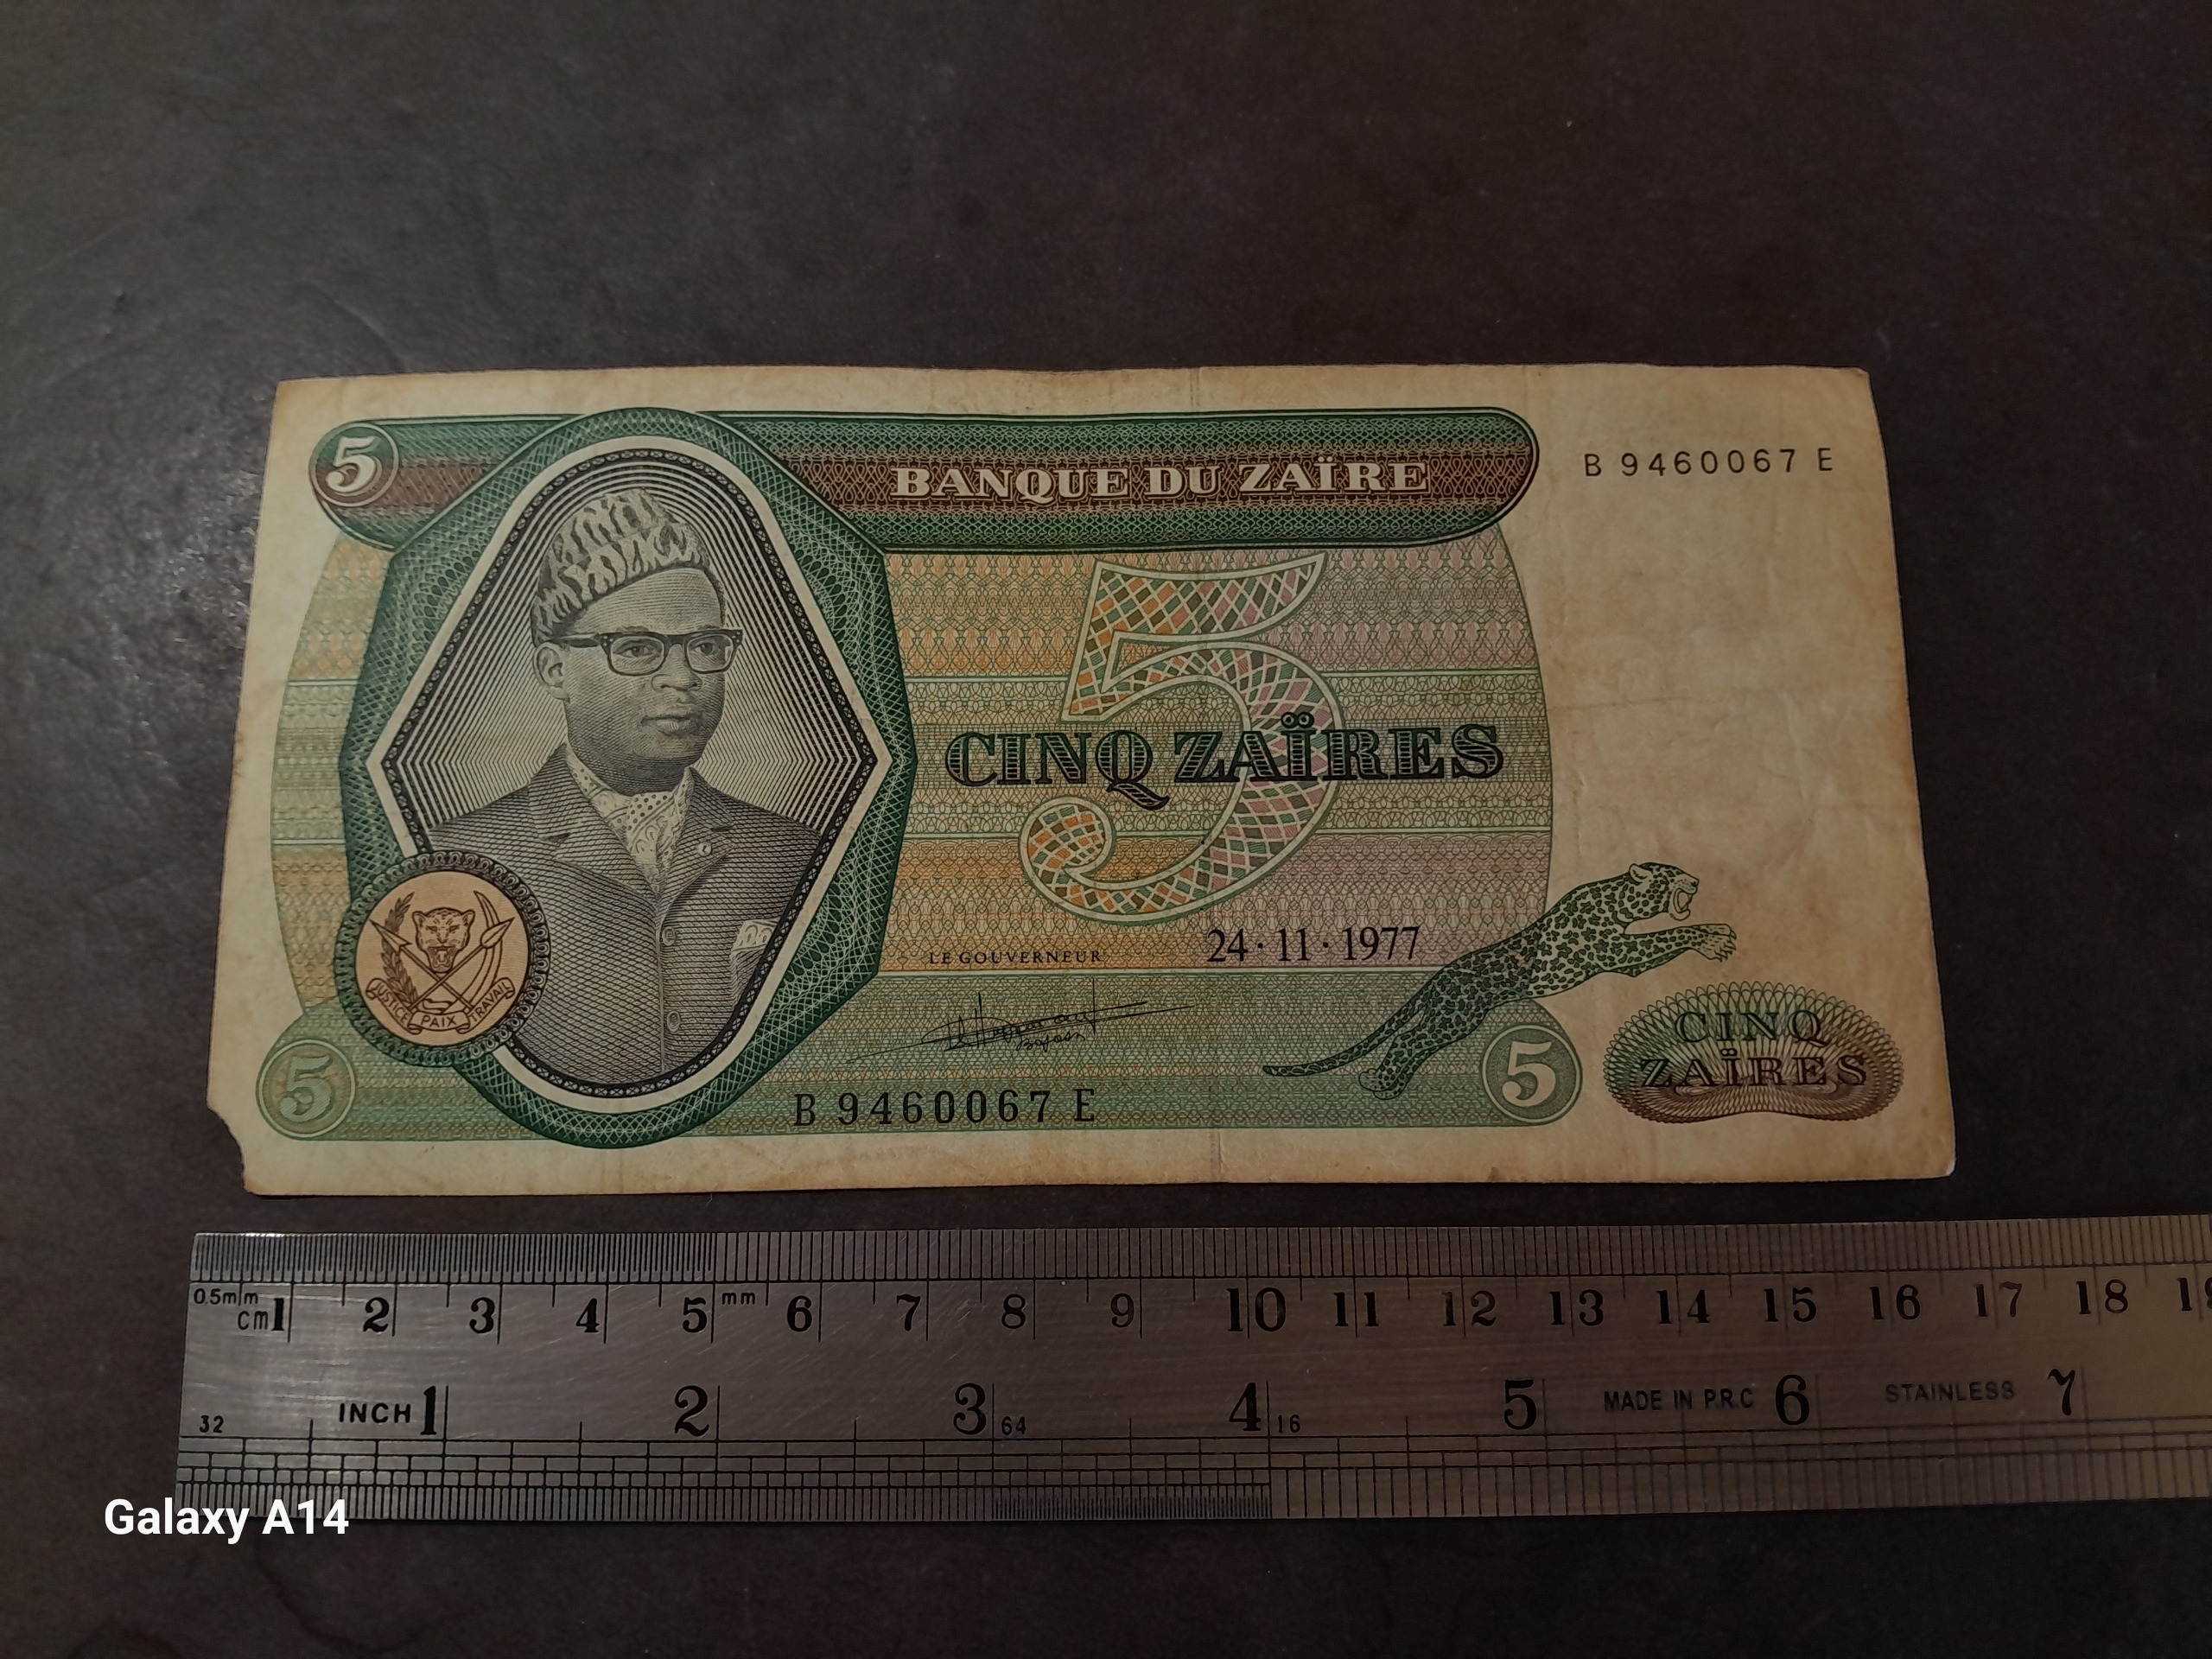 5
BANQUE DU ZAÏRE
B 9460067 E
5
CINQ ZAÏRES
LE GOUVERNEUR
24·11·1977
JUSTICE
PAIX
TRAVAIL
5
B 9460067 E
5
CINQ
ZAÏRES
0.5m/m
mm
cm 1 2 3 4 5 6 7 8 9 10 11 12 13 14 15 16 17 18
INCH 1 2 3 4 5 MADE IN P.R.C 6 STAINLESS 7
32 64 16
Galaxy A14